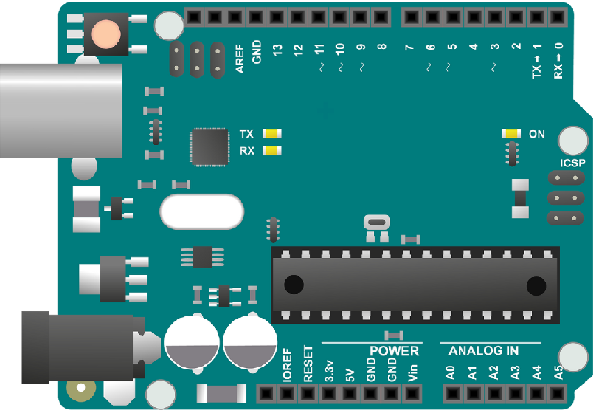 AREF
GND
13
12
~ 11
~ 10
~ 9
8
7
~ 6
~ 5
4
~ 3
2
TX→ 1
RX← 0
TX
RX
ON
ICSP
POWER
ANALOG IN
IOREF
RESET
3.3v
5V
GND
GND
Vin
A0
A1
A2
A3
A4
A5